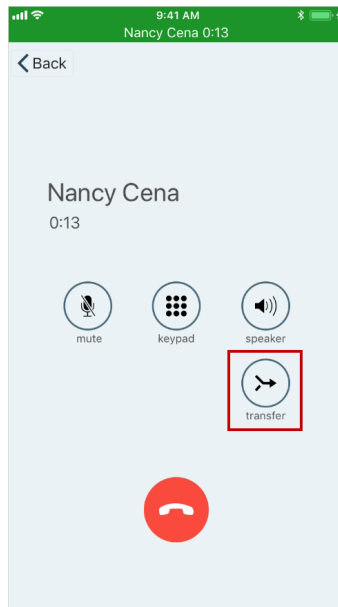 9:41 AM
Nancy Cena 0:13
Back
Nancy Cena
0:13
mute keypad speaker
transfer